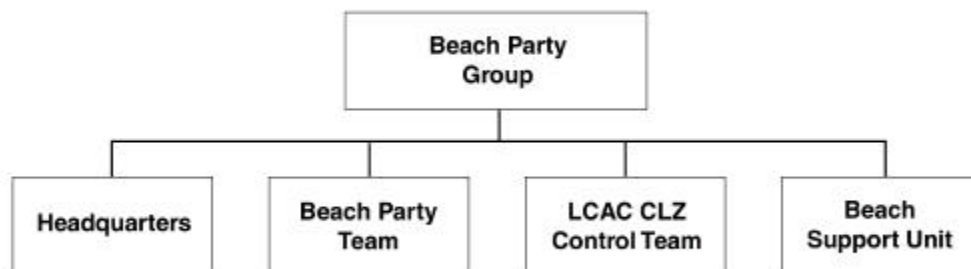 Beach Party
Group
Headquarters
Beach Party
Team
LCAC CLZ
Control Team
Beach
Support Unit